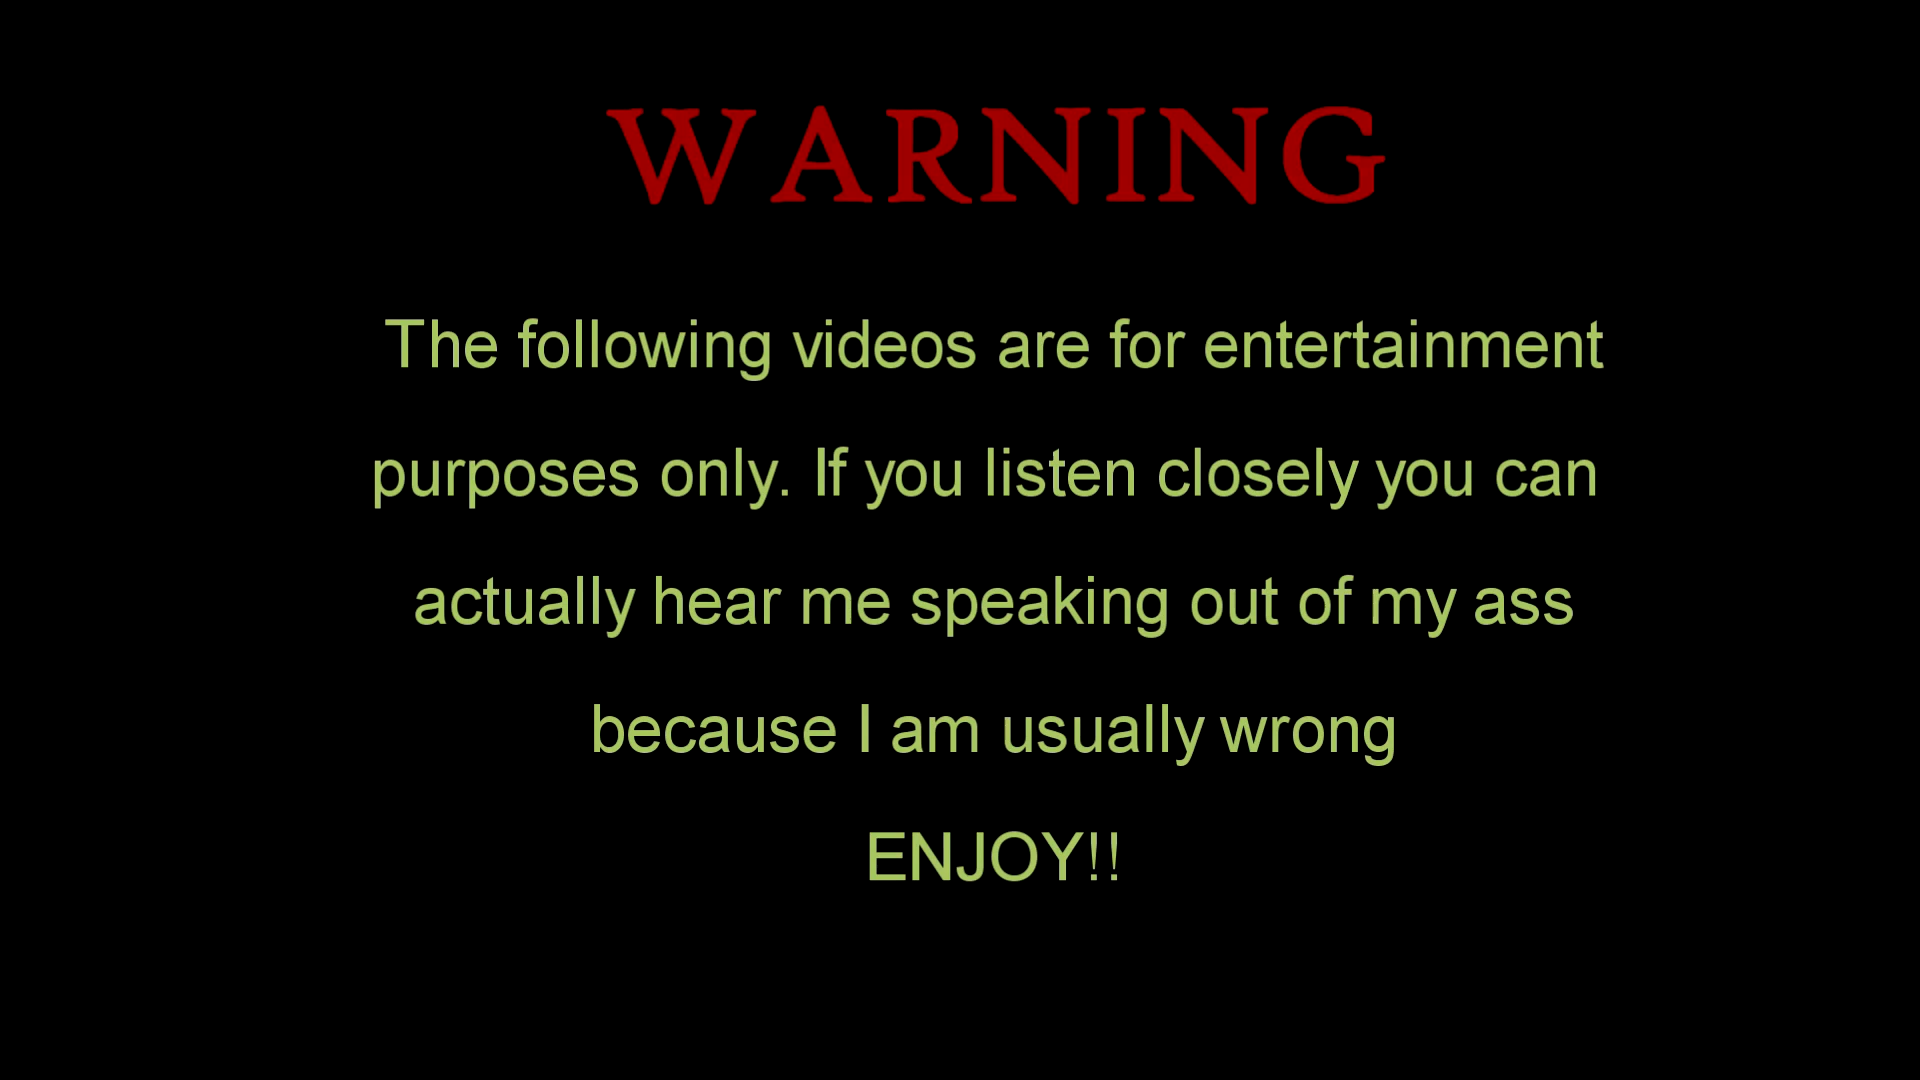 WARNING
The following videos are for entertainment
purposes only. If you listen closely you can
actually hear me speaking out of my ass
because I am usually wrong
ENJOY!!